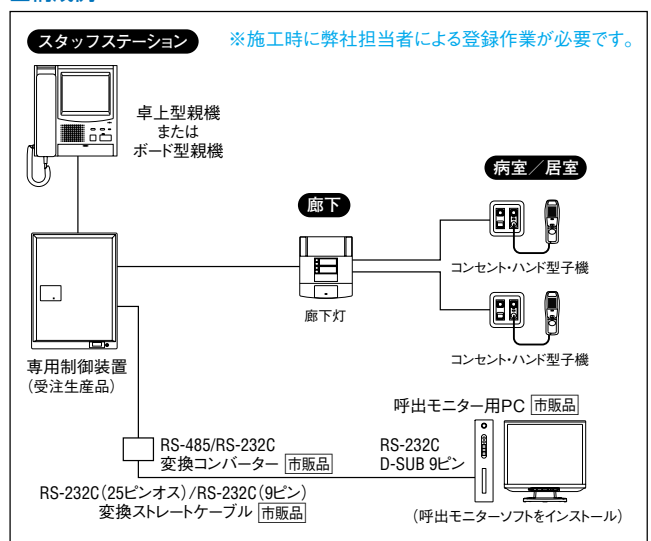 スタッフステーション
※施工時に弊社担当者による登録作業が必要です。
卓上型親機
または
ボード型親機
病室／居室
廊下
コンセント・ハンド型子機
廊下灯
コンセント・ハンド型子機
専用制御装置
(受注生産品)
呼出モニター用PC 市販品
RS-485/RS-232C
変換コンバーター 市販品
RS-232C
D-SUB 9ピン
RS-232C(25ピンオス)/RS-232C(9ピン)
変換ストレートケーブル 市販品
(呼出モニターソフトをインストール)